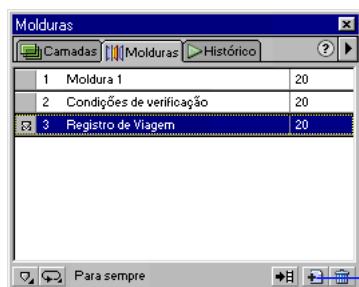 Molduras
Camadas Molduras Histórico ?
1 Moldura 1 20
2 Condições de verificação 20
3 Registro de Viagem 20
Para sempre